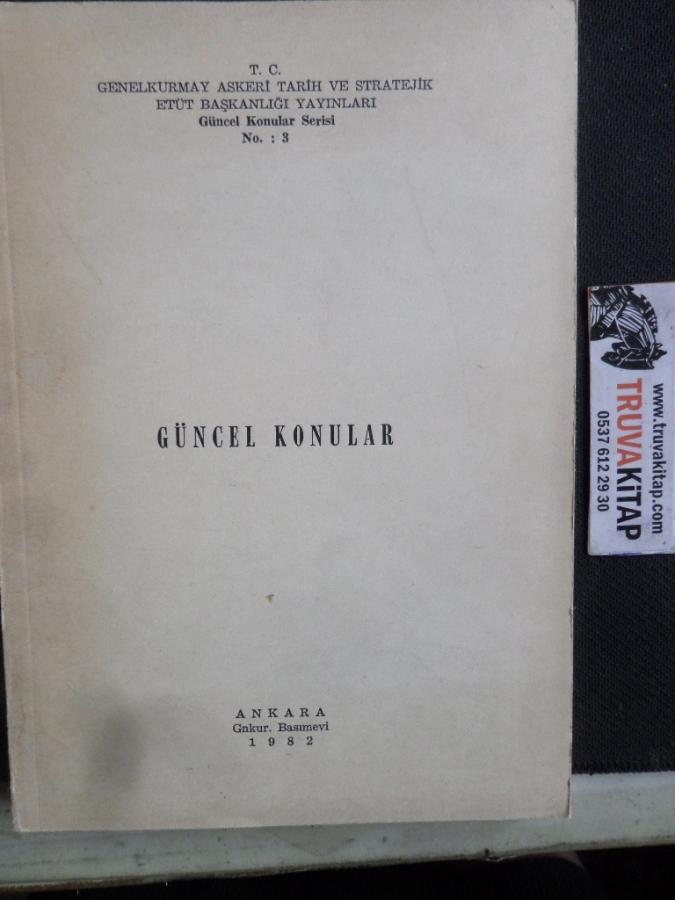 T. C.
GENELKURMAY ASKERİ TARİH VE STRATEJİK
ETÜT BAŞKANLIĞI YAYINLARI
Güncel Konular Serisi
No. : 3
GÜNCEL KONULAR
ANKARA
Gnkur. Basımevi
1982
www.truvakitap.com
TRUVAKİTAP
0537 612 29 30